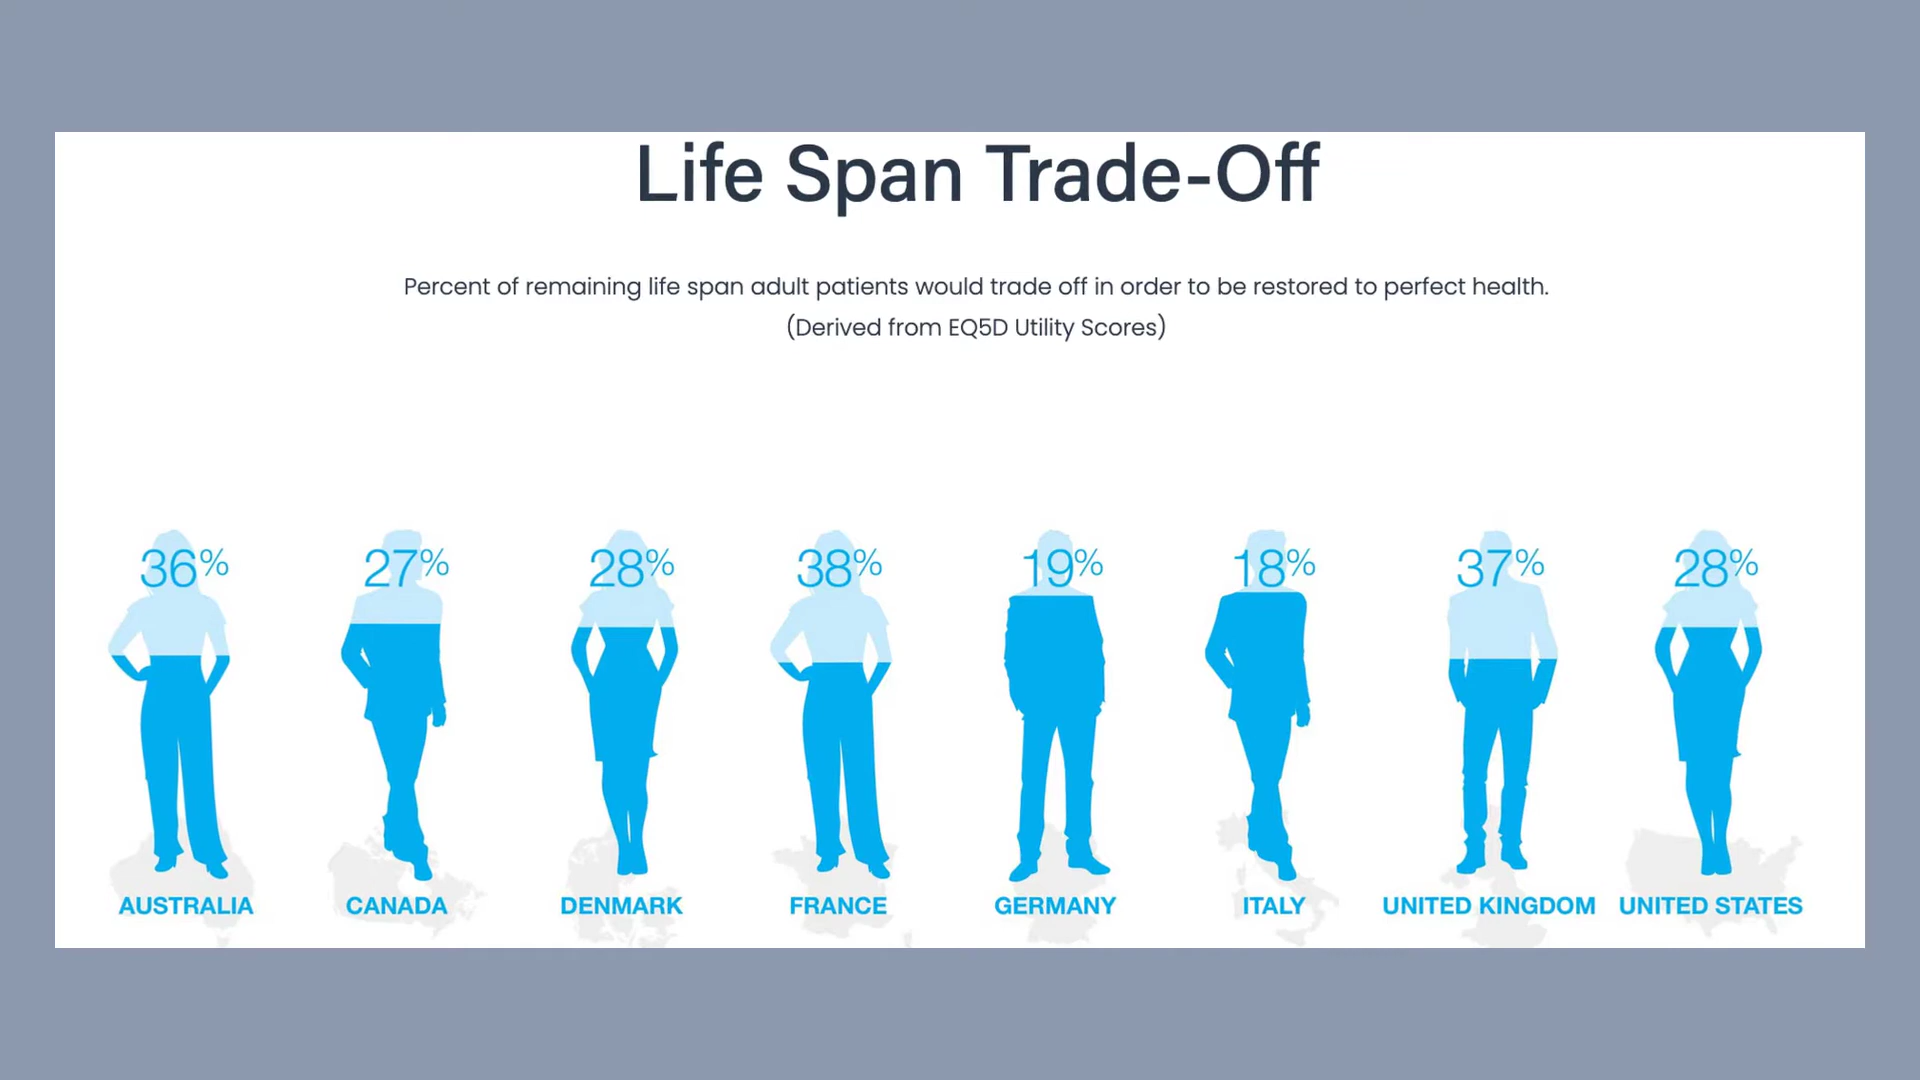 Life Span Trade-Off
Percent of remaining life span adult patients would trade off in order to be restored to perfect health.
(Derived from EQ5D Utility Scores)
36% 27% 28% 38% 19% 18% 37% 28%
AUSTRALIA CANADA DENMARK FRANCE GERMANY ITALY UNITED KINGDOM UNITED STATES